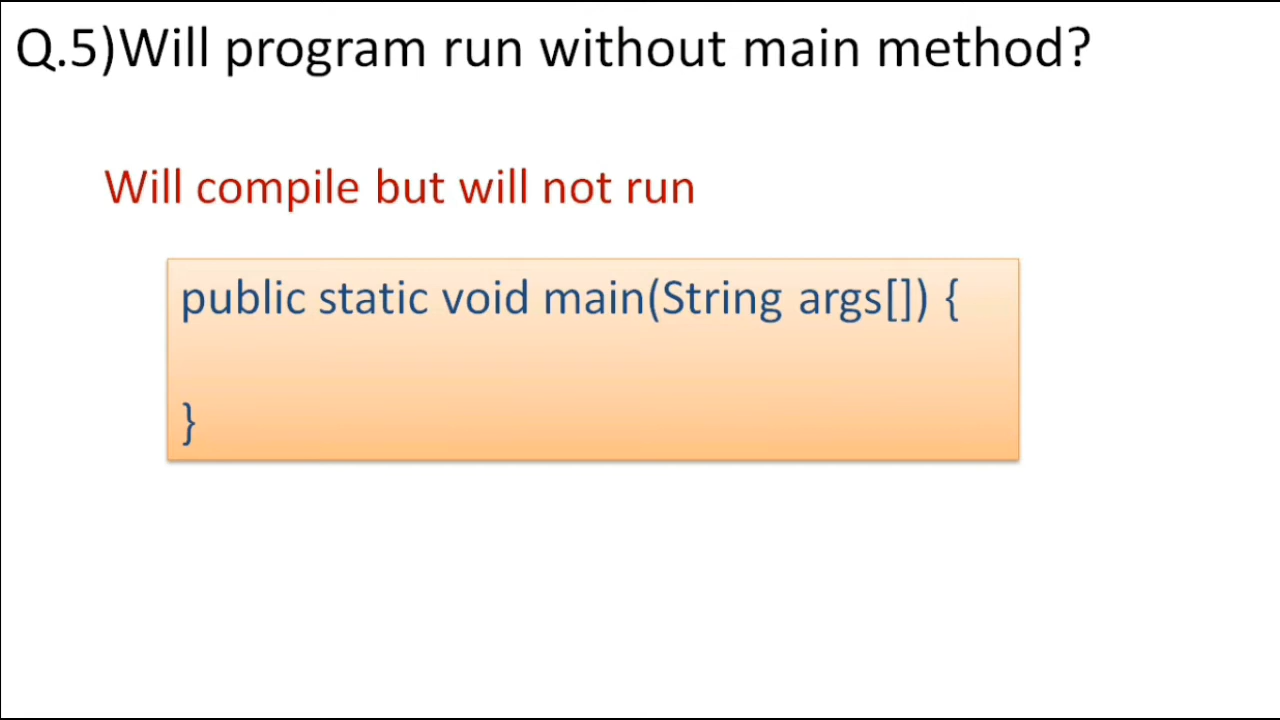 Q.5)Will program run without main method?
Will compile but will not run
public static void main(String args[]) {
}